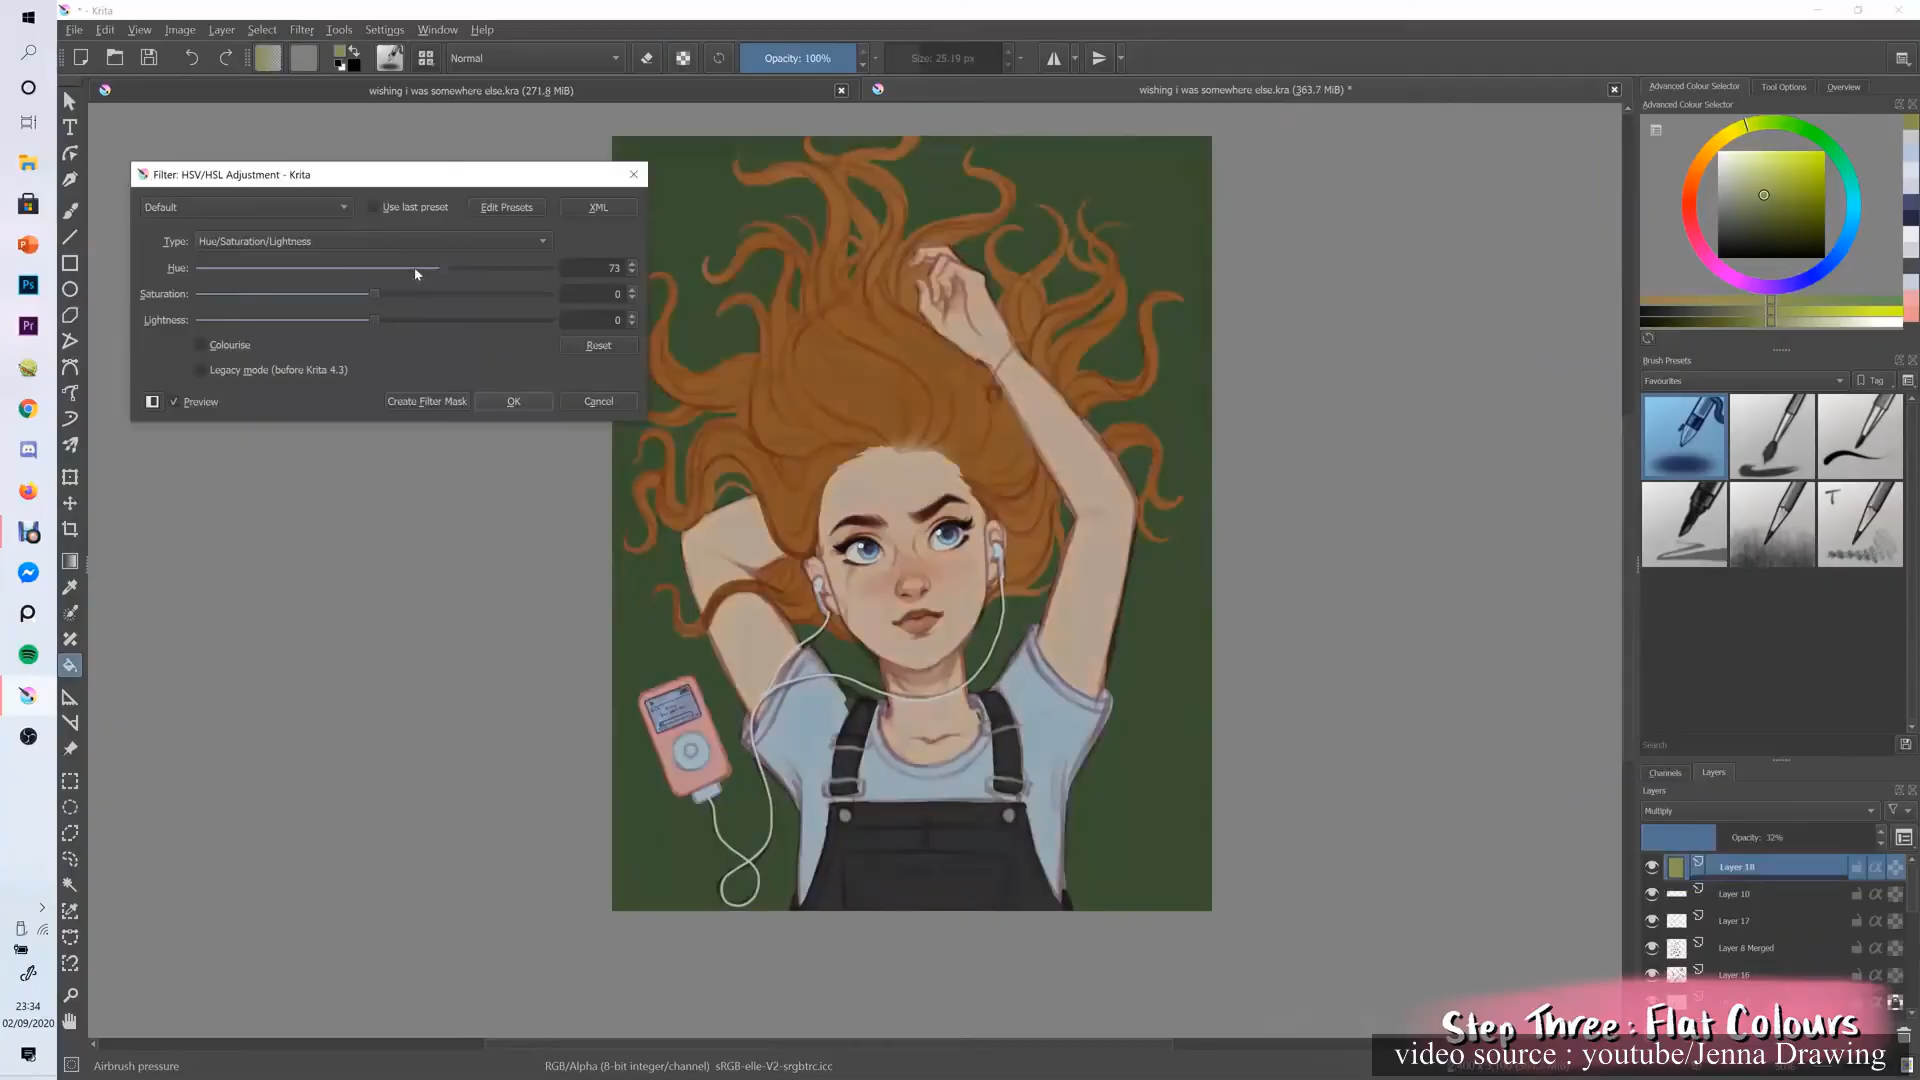 * - Krita
File Edit View Image Layer Select Filter Tools Settings Window Help
Normal
Opacity: 100%
Size: 25.19 px
wishing i was somewhere else.kra (271.8 MiB)
wishing i was somewhere else.kra (363.7 MiB) *
Filter: HSV/HSL Adjustment - Krita
Default
Use last preset
Edit Presets
XML
Type: Hue/Saturation/Lightness
Hue: 73
Saturation: 0
Lightness: 0
Colourise
Reset
Legacy mode (before Krita 4.3)
Preview
Create Filter Mask
OK
Cancel
Advanced Colour Selector
Tool Options
Overview
Advanced Colour Selector
Brush Presets
Favourites
Tag
Search
Channels
Layers
Layers
Multiply
Opacity: 32%
Layer 18
Layer 10
Layer 17
Layer 8 Merged
Layer 16
Ps
Pr
23:34
02/09/2020
Step Three : Flat Colours
video source : youtube/Jenna Drawing
Airbrush pressure
RGB/Alpha (8-bit integer/channel) sRGB-elle-V2-srgbtrc.icc